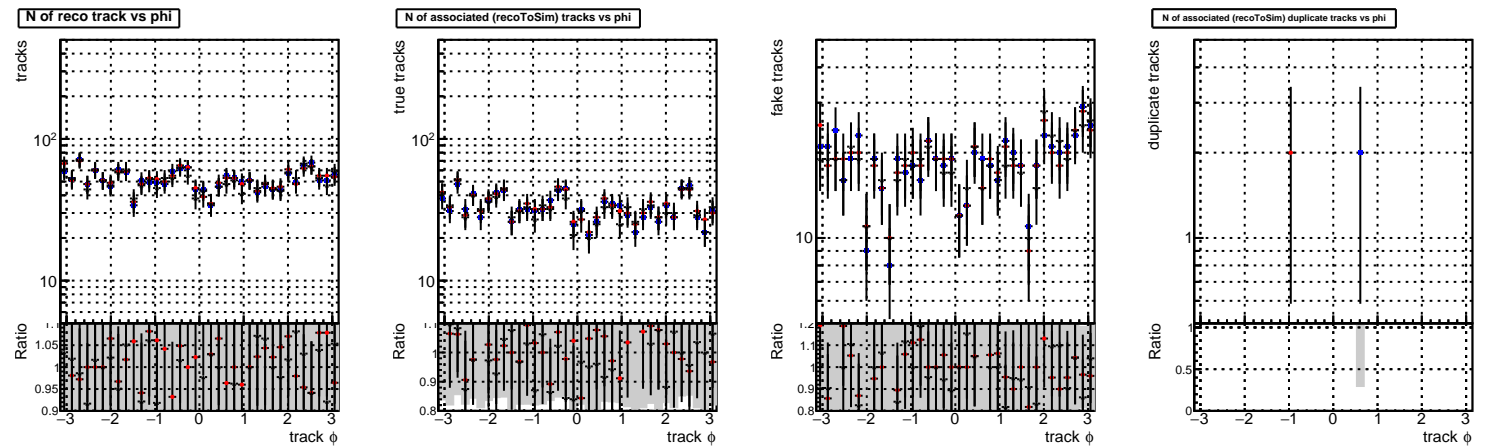 N of reco track vs phi
tracks
10²
10
Ratio
1.1
1.05
1
0.95
0.9
−3 −2 −1 0 1 2 3
track ϕ
N of associated (recoToSim) tracks vs phi
true tracks
10²
10
Ratio
1.1
1
0.9
0.8
−3 −2 −1 0 1 2 3
track ϕ
fake tracks
10
Ratio
1.2
1.1
1
0.9
0.8
−3 −2 −1 0 1 2 3
track ϕ
N of associated (recoToSim) duplicate tracks vs phi
duplicate tracks
1
Ratio
1
0.5
0
−3 −2 −1 0 1 2 3
track ϕ